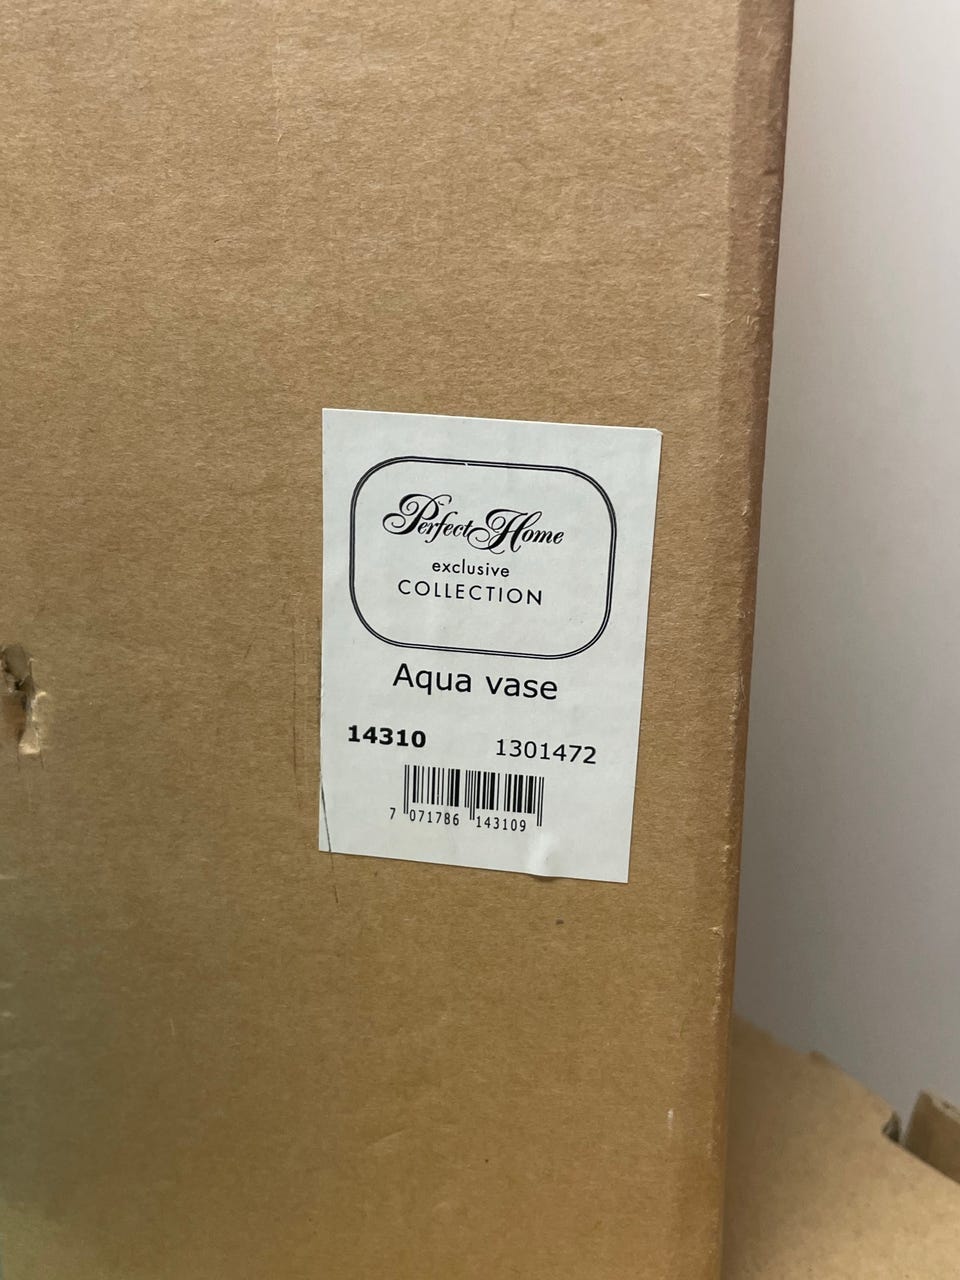 Perfect Home
exclusive
COLLECTION
Aqua vase
14310 1301472
7 071786 143109